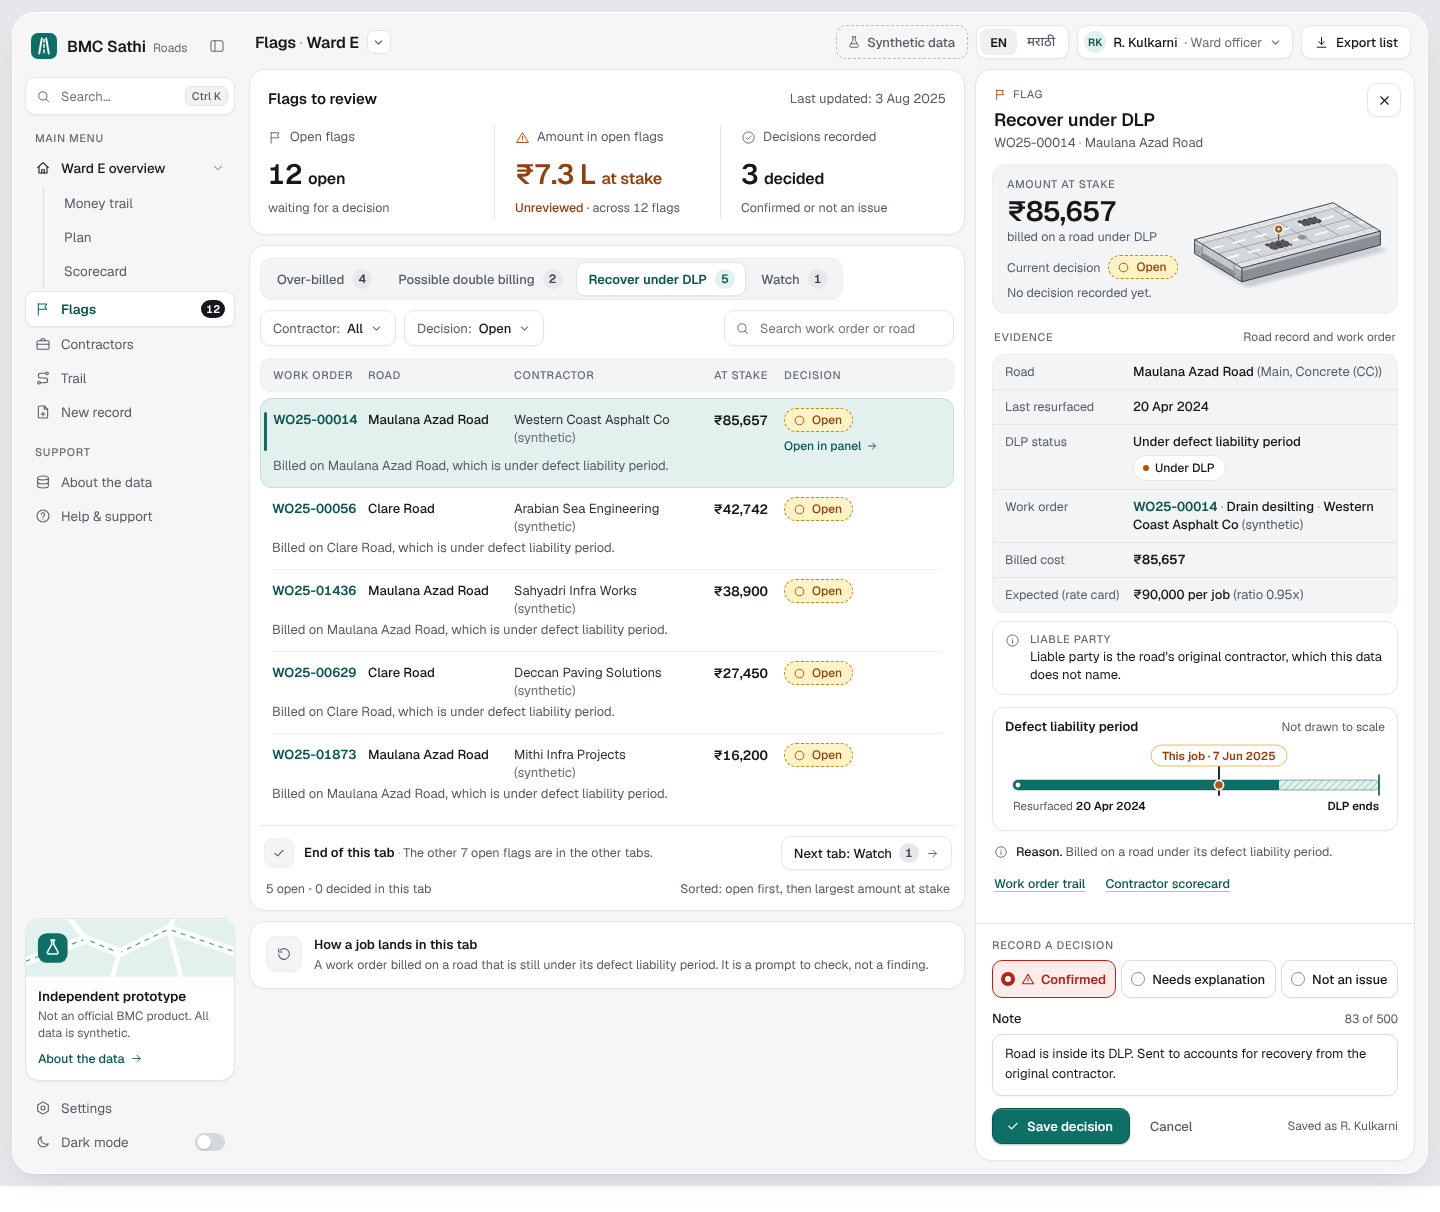 BMC Sathi Roads
Search...
Ctrl K
MAIN MENU
Ward E overview
Money trail
Plan
Scorecard
Flags
12
Contractors
Trail
New record
SUPPORT
About the data
Help & support
Independent prototype
Not an official BMC product. All
data is synthetic.
About the data →
Settings
Dark mode
Flags · Ward E
Synthetic data
EN
मराठी
RK R. Kulkarni · Ward officer
Export list
Flags to review
Last updated: 3 Aug 2025
Open flags
12 open
waiting for a decision
Amount in open flags
₹7.3 L at stake
Unreviewed · across 12 flags
Decisions recorded
3 decided
Confirmed or not an issue
Over-billed 4
Possible double billing 2
Recover under DLP 5
Watch 1
Contractor: All
Decision: Open
Search work order or road
WORK ORDER ROAD CONTRACTOR AT STAKE DECISION
WO25-00014 Maulana Azad Road Western Coast Asphalt Co ₹85,657 Open
(synthetic) Open in panel →
Billed on Maulana Azad Road, which is under defect liability period.
WO25-00056 Clare Road Arabian Sea Engineering ₹42,742 Open
(synthetic)
Billed on Clare Road, which is under defect liability period.
WO25-01436 Maulana Azad Road Sahyadri Infra Works ₹38,900 Open
(synthetic)
Billed on Maulana Azad Road, which is under defect liability period.
WO25-00629 Clare Road Deccan Paving Solutions ₹27,450 Open
(synthetic)
Billed on Clare Road, which is under defect liability period.
WO25-01873 Maulana Azad Road Mithi Infra Projects ₹16,200 Open
(synthetic)
Billed on Maulana Azad Road, which is under defect liability period.
End of this tab · The other 7 open flags are in the other tabs.
Next tab: Watch 1 →
5 open · 0 decided in this tab
Sorted: open first, then largest amount at stake
How a job lands in this tab
A work order billed on a road that is still under its defect liability period. It is a prompt to check, not a finding.
FLAG
Recover under DLP
WO25-00014 · Maulana Azad Road
AMOUNT AT STAKE
₹85,657
billed on a road under DLP
Current decision Open
No decision recorded yet.
EVIDENCE
Road record and work order
Road Maulana Azad Road (Main, Concrete (CC))
Last resurfaced 20 Apr 2024
DLP status Under defect liability period
Under DLP
Work order WO25-00014 · Drain desilting · Western
Coast Asphalt Co (synthetic)
Billed cost ₹85,657
Expected (rate card) ₹90,000 per job (ratio 0.95x)
LIABLE PARTY
Liable party is the road's original contractor, which this data
does not name.
Defect liability period
Not drawn to scale
This job · 7 Jun 2025
Resurfaced 20 Apr 2024
DLP ends
Reason. Billed on a road under its defect liability period.
Work order trail
Contractor scorecard
RECORD A DECISION
Confirmed
Needs explanation
Not an issue
Note
83 of 500
Road is inside its DLP. Sent to accounts for recovery from the
original contractor.
Save decision
Cancel
Saved as R. Kulkarni